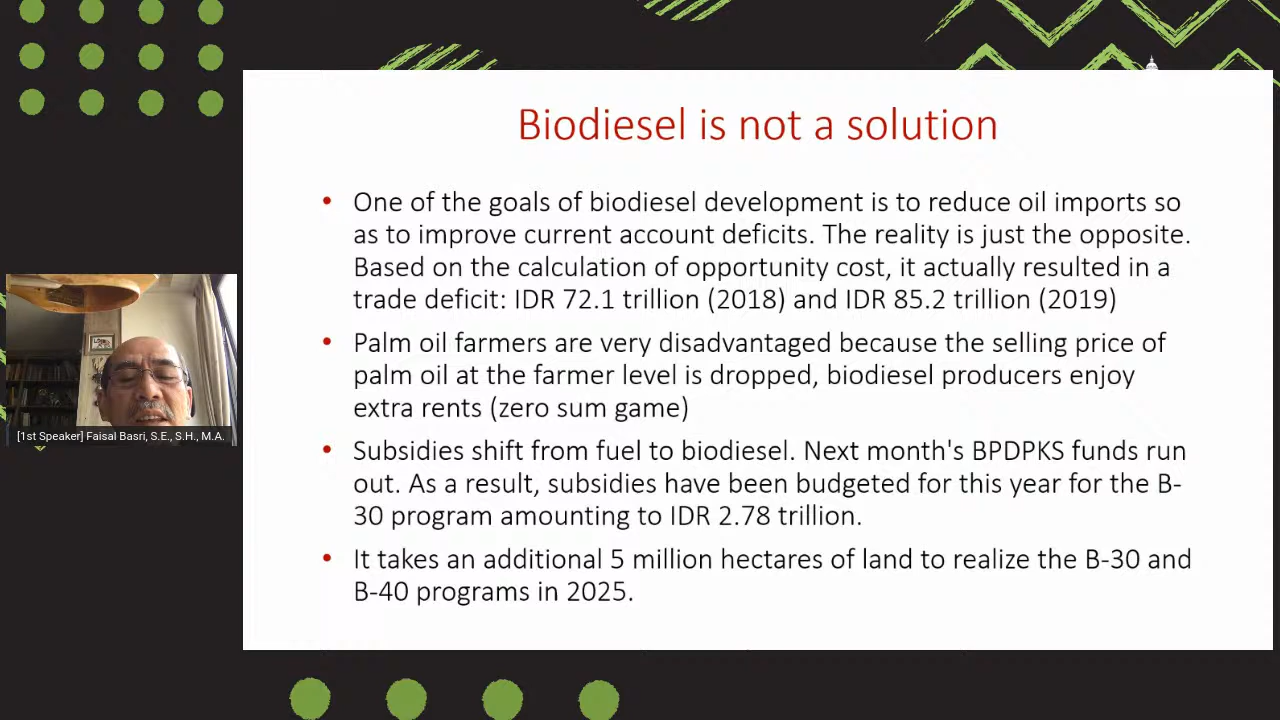 Biodiesel is not a solution
• One of the goals of biodiesel development is to reduce oil imports so
as to improve current account deficits. The reality is just the opposite.
Based on the calculation of opportunity cost, it actually resulted in a
trade deficit: IDR 72.1 trillion (2018) and IDR 85.2 trillion (2019)
• Palm oil farmers are very disadvantaged because the selling price of
palm oil at the farmer level is dropped, biodiesel producers enjoy
extra rents (zero sum game)
• Subsidies shift from fuel to biodiesel. Next month's BPDPKS funds run
out. As a result, subsidies have been budgeted for this year for the B-
30 program amounting to IDR 2.78 trillion.
• It takes an additional 5 million hectares of land to realize the B-30 and
B-40 programs in 2025.
[1st Speaker] Faisal Basri, S.E., S.H., M.A.